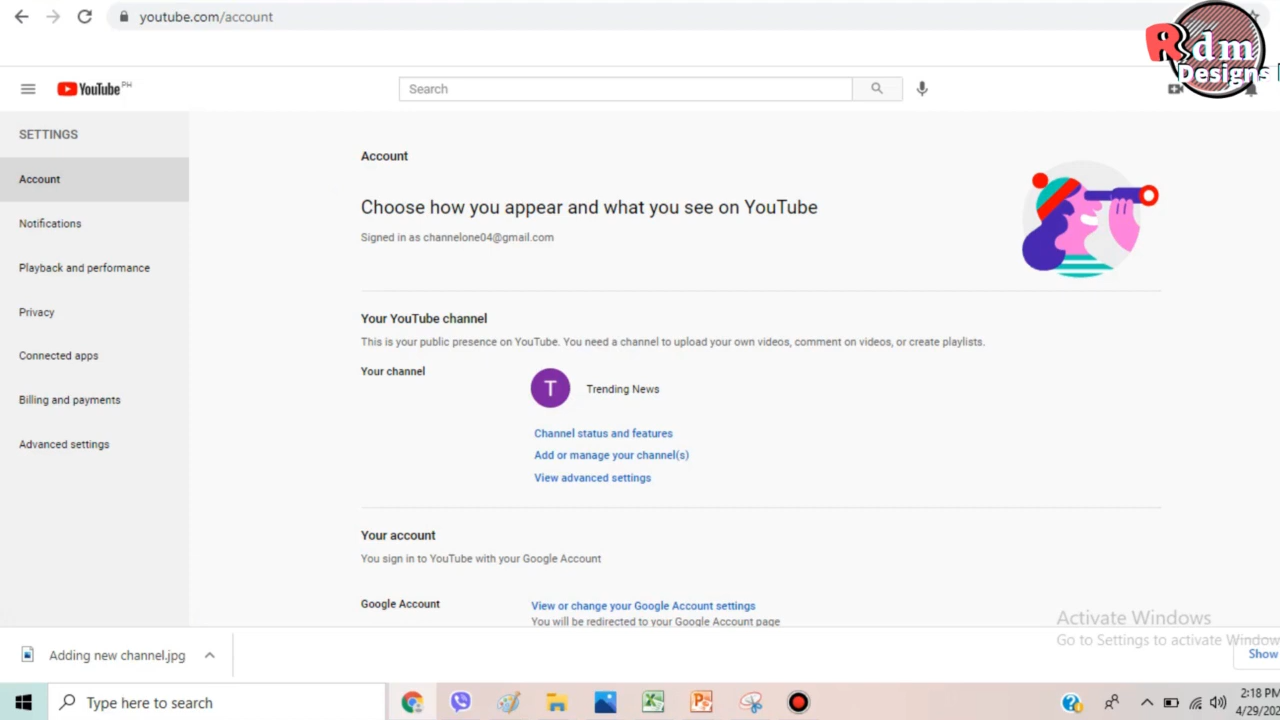 youtube.com/account
Rdm
Designs
YouTube PH
Search
SETTINGS
Account
Notifications
Playback and performance
Privacy
Connected apps
Billing and payments
Advanced settings
Account
Choose how you appear and what you see on YouTube
Signed in as channelone04@gmail.com
Your YouTube channel
This is your public presence on YouTube. You need a channel to upload your own videos, comment on videos, or create playlists.
Your channel
T
Trending News
Channel status and features
Add or manage your channel(s)
View advanced settings
Your account
You sign in to YouTube with your Google Account
Google Account
View or change your Google Account settings
You will be redirected to your Google Account page
Activate Windows
Go to Settings to activate Window
Adding new channel.jpg
Show
Type here to search
2:18 PM
4/29/202